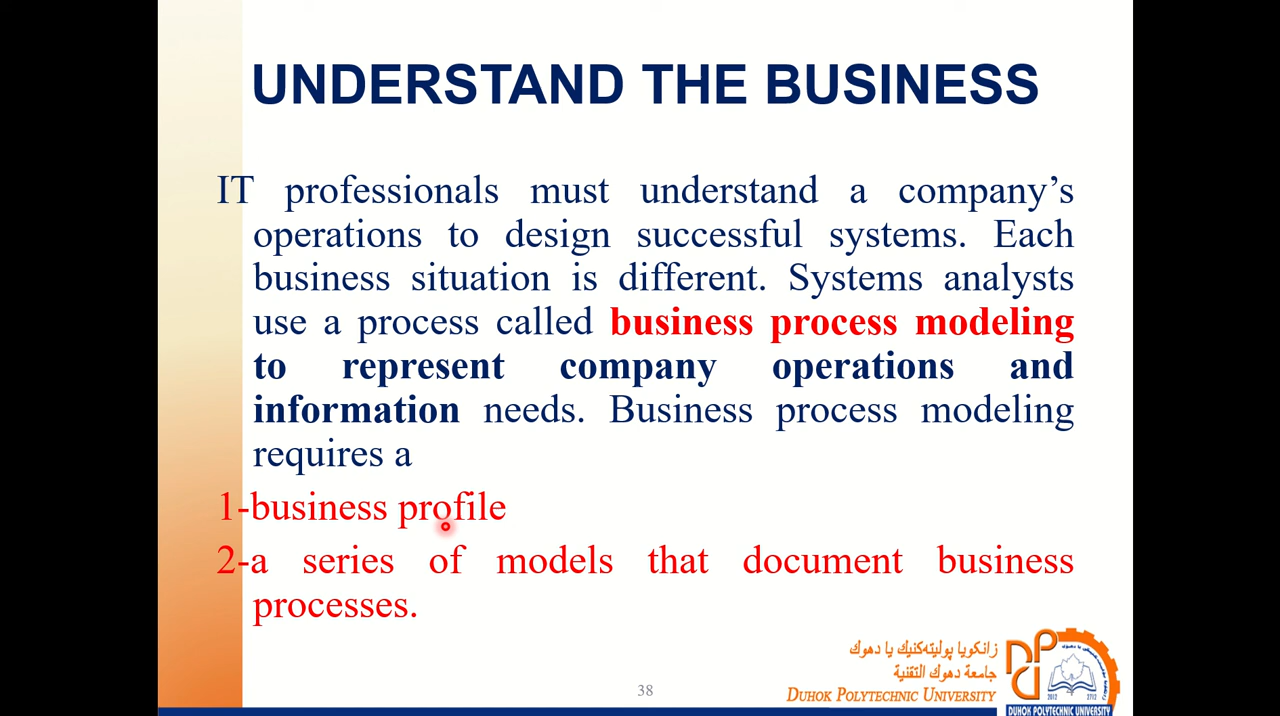 UNDERSTAND THE BUSINESS
IT professionals must understand a company’s
operations to design successful systems. Each
business situation is different. Systems analysts
use a process called business process modeling
to represent company operations and
information needs. Business process modeling
requires a
1-business profile
2-a series of models that document business
processes.
زانکویا پولیتەکنیك یا دهوك
جامعة دهوك التقنية
DUHOK POLYTECHNIC UNIVERSITY
38
DPU
2012
2712
DUHOK POLYTECHNIC UNIVERSITY